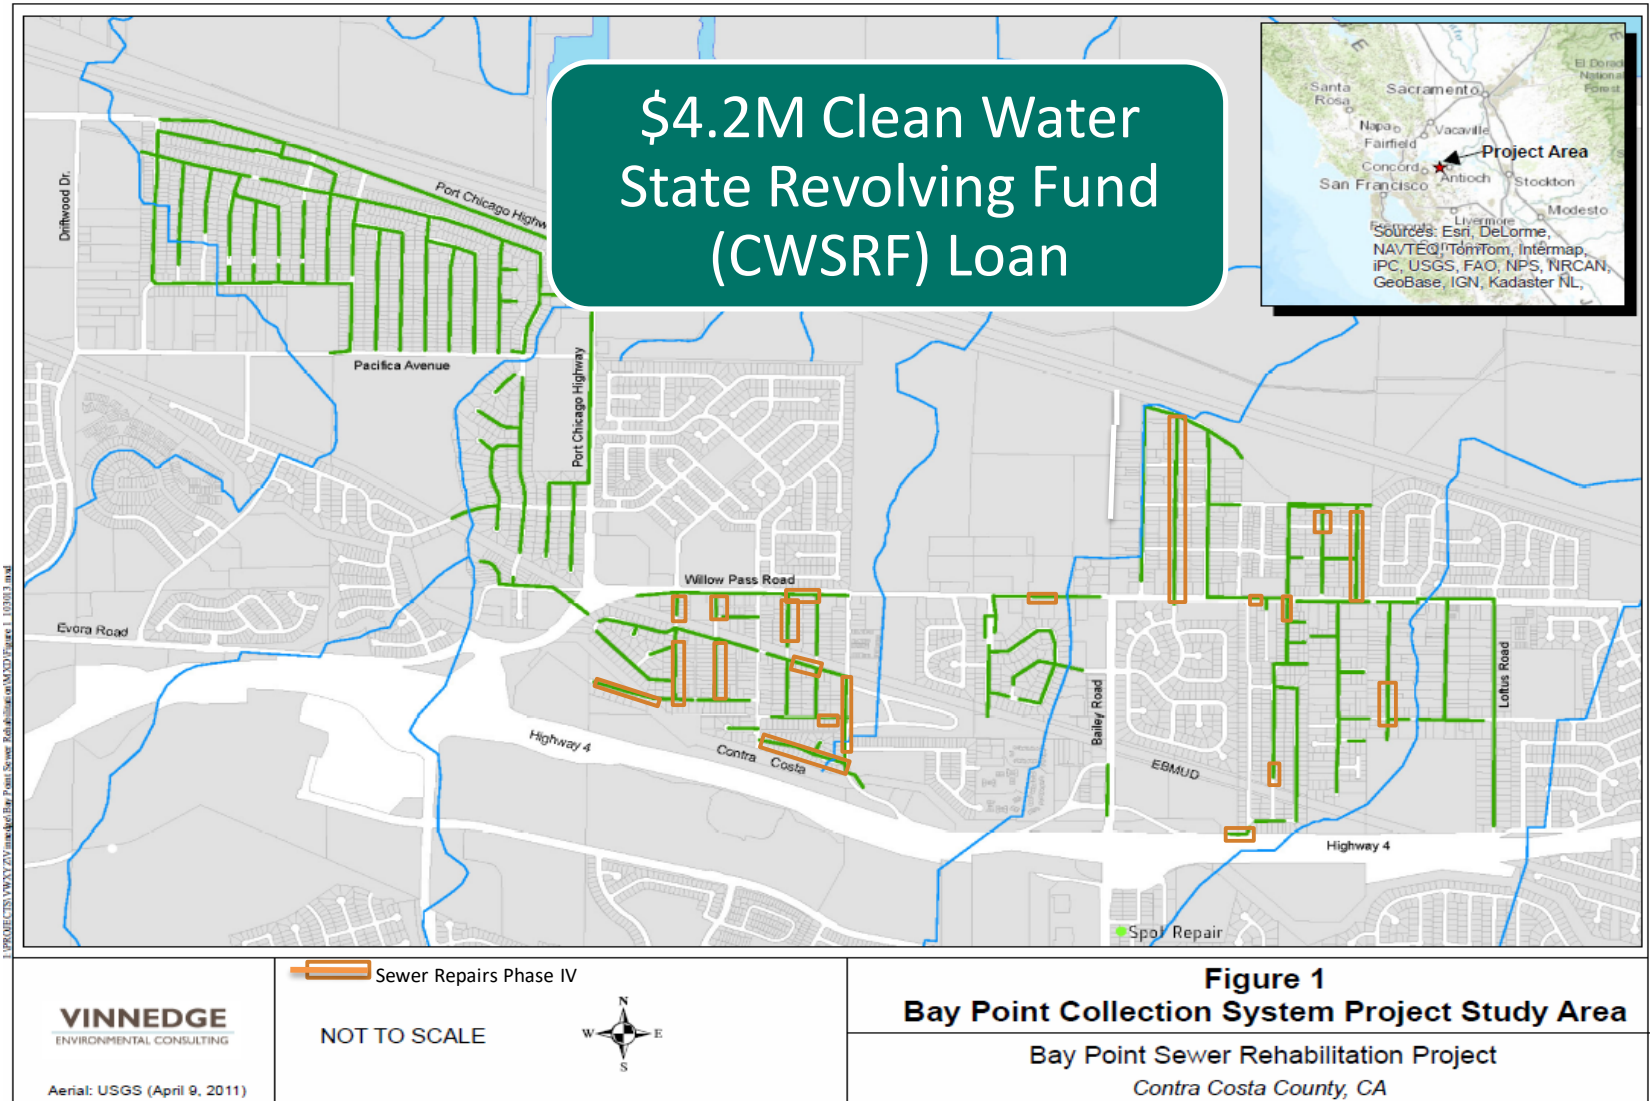 $4.2M Clean Water
State Revolving Fund
(CWSRF) Loan
Santa
Rosa
Sacramento
El Dorado
National
Forest
Napa
Vacaville
Fairfield
Project Area
Concord
Antioch
San Francisco
Stockton
Modesto
Livermore
Sources: Esri, DeLorme,
NAVTEQ, TomTom, Intermap,
iPC, USGS, FAO, NPS, NRCAN,
GeoBase, IGN, Kadaster NL,
Driftwood Dr.
Port Chicago Highw
Pacifica Avenue
Port Chicago Highway
Willow Pass Road
Evora Road
Highway 4
Contra Costa
Bailey Road
EBMUD
Loftus Road
Highway 4
Spot Repair
VINNEDGE
ENVIRONMENTAL CONSULTING
Aerial: USGS (April 9, 2011)
Sewer Repairs Phase IV
NOT TO SCALE
N
W
E
S
Figure 1
Bay Point Collection System Project Study Area
Bay Point Sewer Rehabilitation Project
Contra Costa County, CA